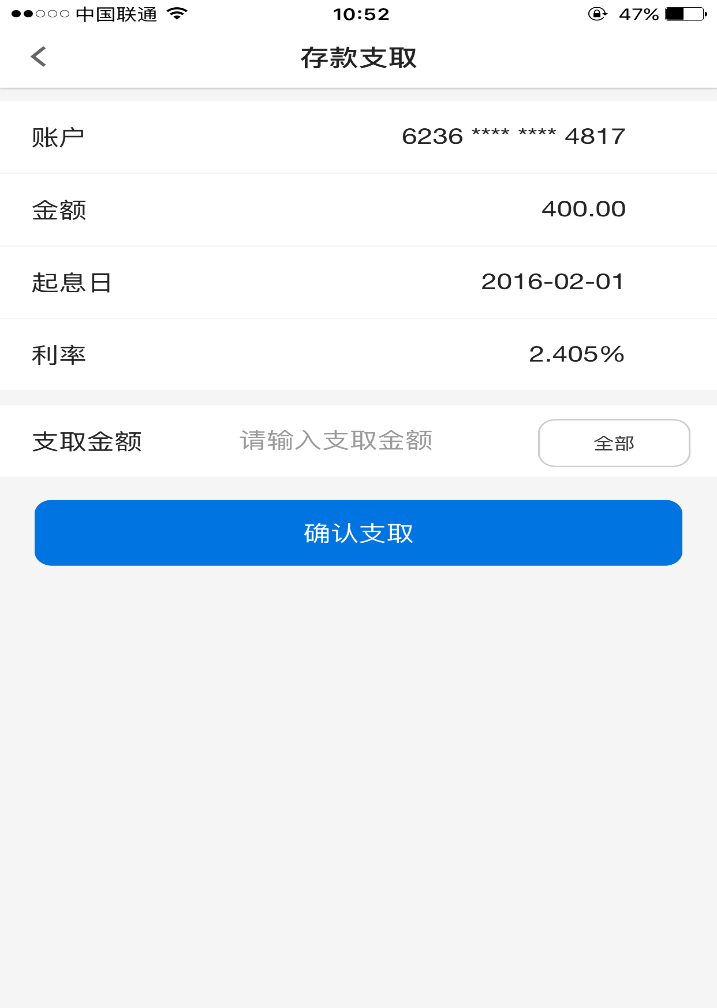 中国联通 10:52 47%
存款支取
账户 6236 **** **** 4817
金额 400.00
起息日 2016-02-01
利率 2.405%
支取金额 请输入支取金额 全部
确认支取